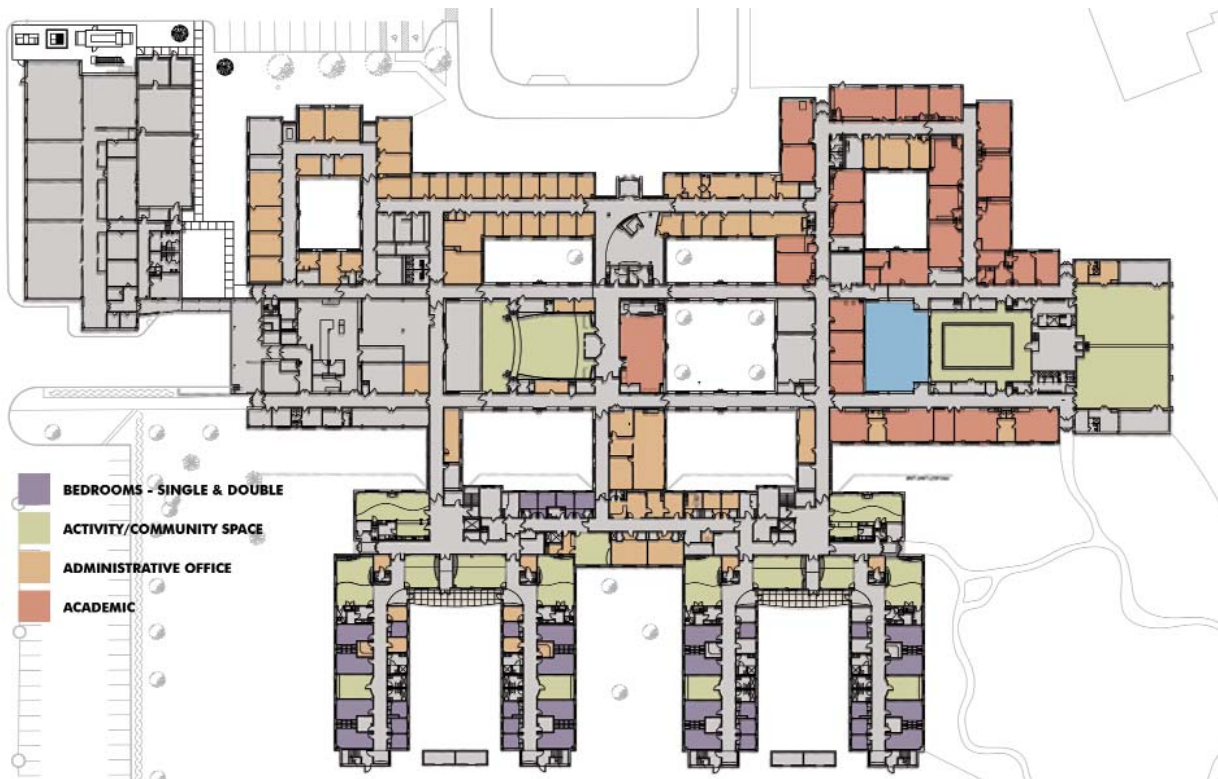 BEDROOMS - SINGLE & DOUBLE
ACTIVITY/COMMUNITY SPACE
ADMINISTRATIVE OFFICE
ACADEMIC